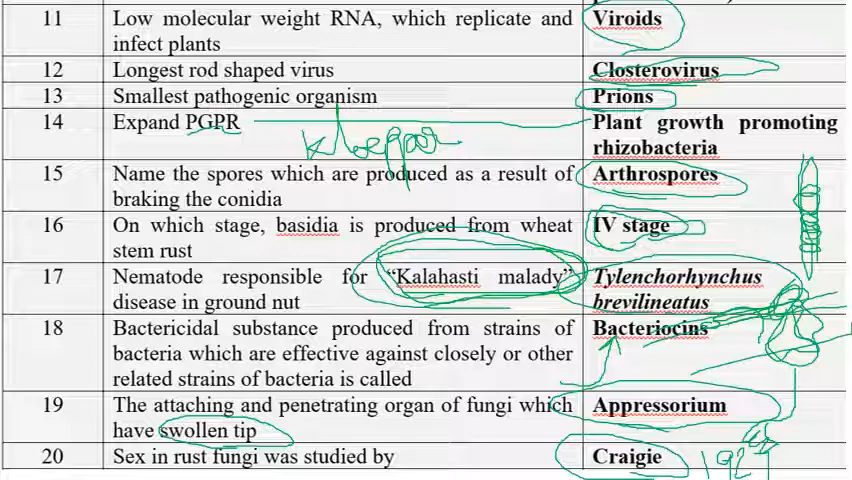 11 Low molecular weight RNA, which replicate and Viroids
infect plants
12 Longest rod shaped virus Closterovirus
13 Smallest pathogenic organism Prions
14 Expand PGPR Plant growth promoting
rhizobacteria
15 Name the spores which are produced as a result of Arthrospores
braking the conidia
16 On which stage, basidia is produced from wheat IV stage
stem rust
17 Nematode responsible for “Kalahasti malady” Tylenchorhynchus
disease in ground nut brevilineatus
18 Bactericidal substance produced from strains of Bacteriocins
bacteria which are effective against closely or other
related strains of bacteria is called
19 The attaching and penetrating organ of fungi which Appressorium
have swollen tip
20 Sex in rust fungi was studied by Craigie